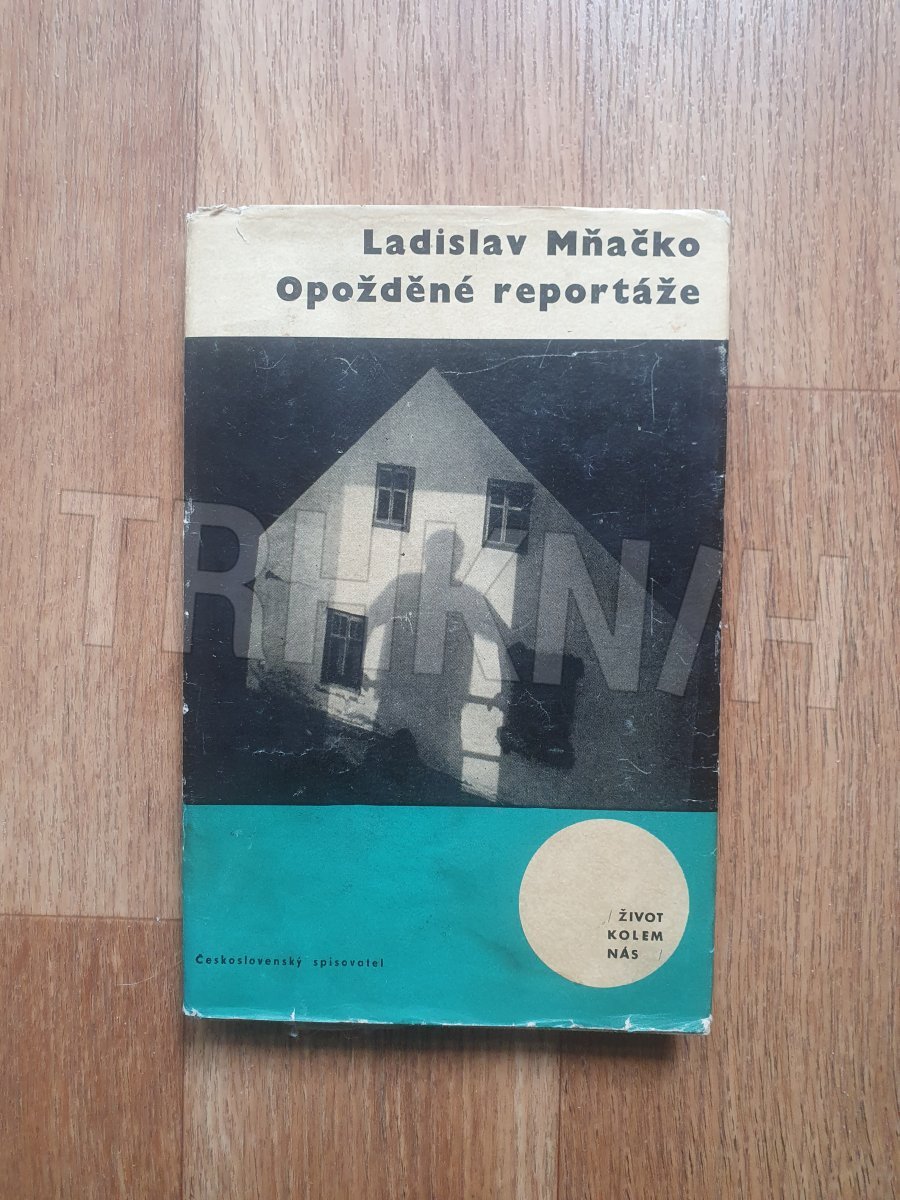 Ladislav Mňačko
Opožděné reportáže
TRHKNIH
/ŽIVOT
KOLEM
NÁS /
Československý spisovatel